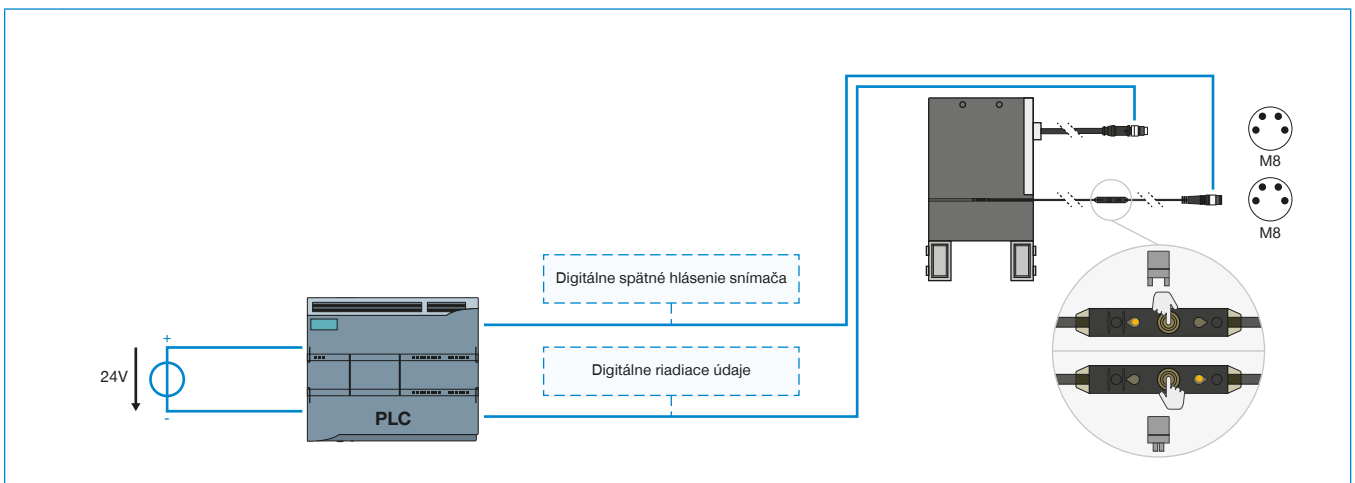 M8
M8
Digitálne spätné hlásenie snímača
Digitálne riadiace údaje
+
24V
-
PLC